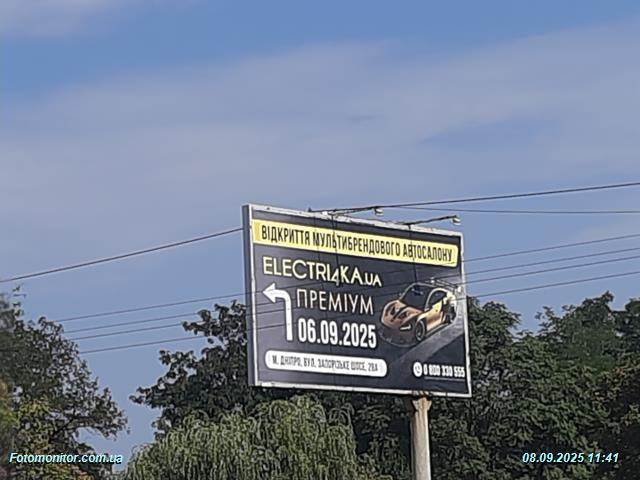 ВІДКРИТТЯ МУЛЬТИБРЕНДОВОГО АВТОСАЛОНУ
ELECTRI4KA.UA
ПРЕМІУМ
06.09.2025
М. ДНІПРО, ВУЛ. ЗАПОРІЗЬКЕ ШОСЕ, 28А
0 800 330 555
Fotomonitor.com.ua
08.09.2025 11:41